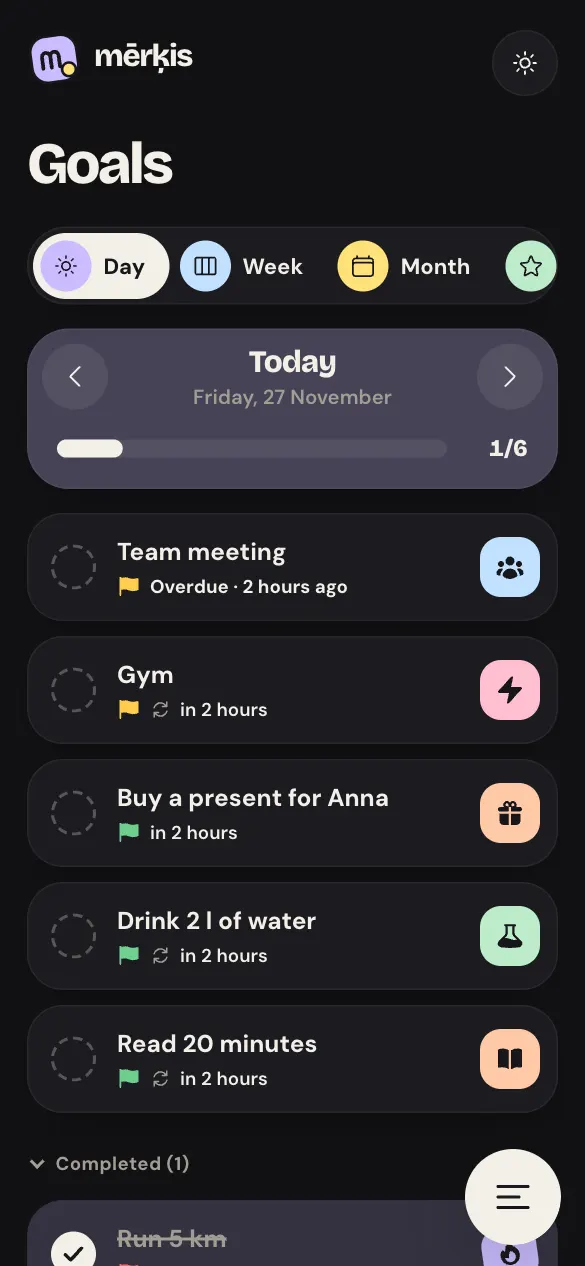 mērķis
Goals
Day
Week
Month
Today
Friday, 27 November
1/6
Team meeting
Overdue · 2 hours ago
Gym
in 2 hours
Buy a present for Anna
in 2 hours
Drink 2 l of water
in 2 hours
Read 20 minutes
in 2 hours
Completed (1)
Run 5 km